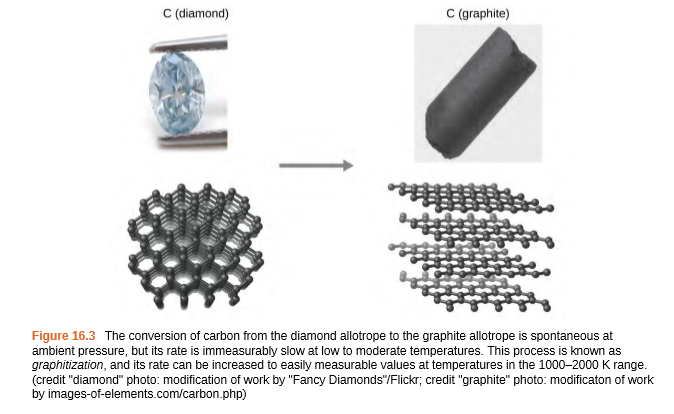 C (diamond)
C (graphite)
Figure 16.3 The conversion of carbon from the diamond allotrope to the graphite allotrope is spontaneous at
ambient pressure, but its rate is immeasurably slow at low to moderate temperatures. This process is known as
graphitization, and its rate can be increased to easily measurable values at temperatures in the 1000–2000 K range.
(credit "diamond" photo: modification of work by "Fancy Diamonds"/Flickr; credit "graphite" photo: modificaton of work
by images-of-elements.com/carbon.php)